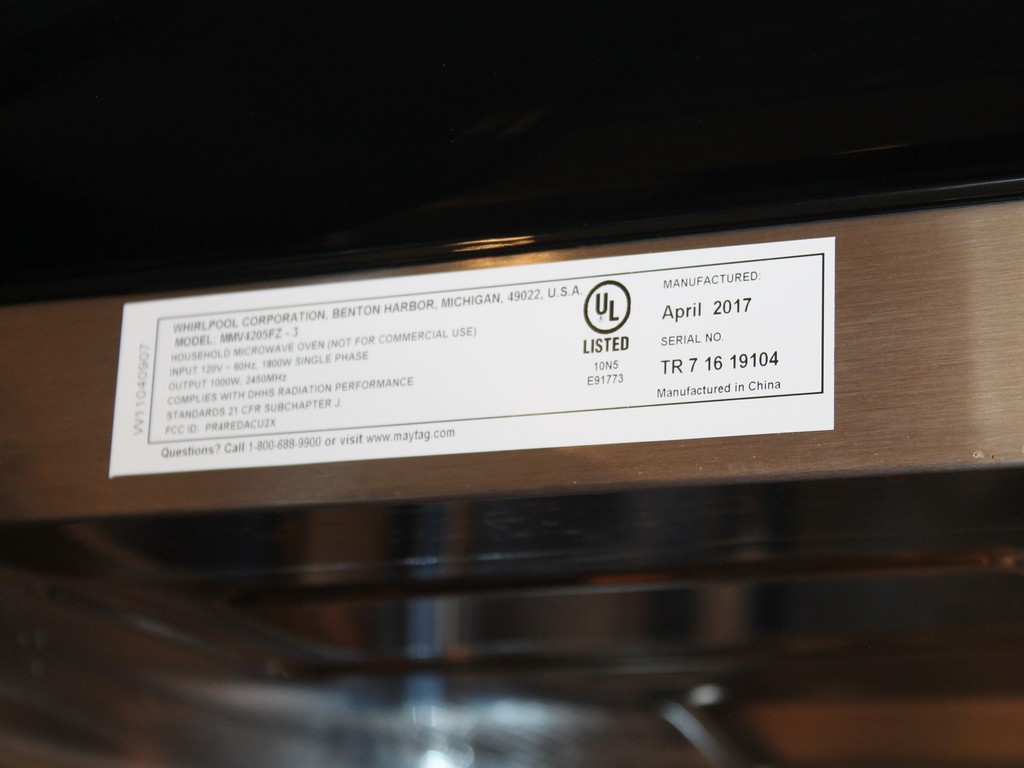 WHIRLPOOL CORPORATION, BENTON HARBOR, MICHIGAN, 49022, U.S.A.
MODEL: MMV4205FZ - 3
HOUSEHOLD MICROWAVE OVEN (NOT FOR COMMERCIAL USE)
INPUT 120V ~ 60Hz, 1800W SINGLE PHASE
OUTPUT 1000W, 2450MHz
COMPLIES WITH DHHS RADIATION PERFORMANCE
STANDARDS 21 CFR SUBCHAPTER J.
FCC ID: PR4REDACU2X
Questions? Call 1-800-688-9900 or visit www.maytag.com
W11040907
UL
®
LISTED
10N5
E91773
MANUFACTURED:
April 2017
SERIAL NO.
TR 7 16 19104
Manufactured in China